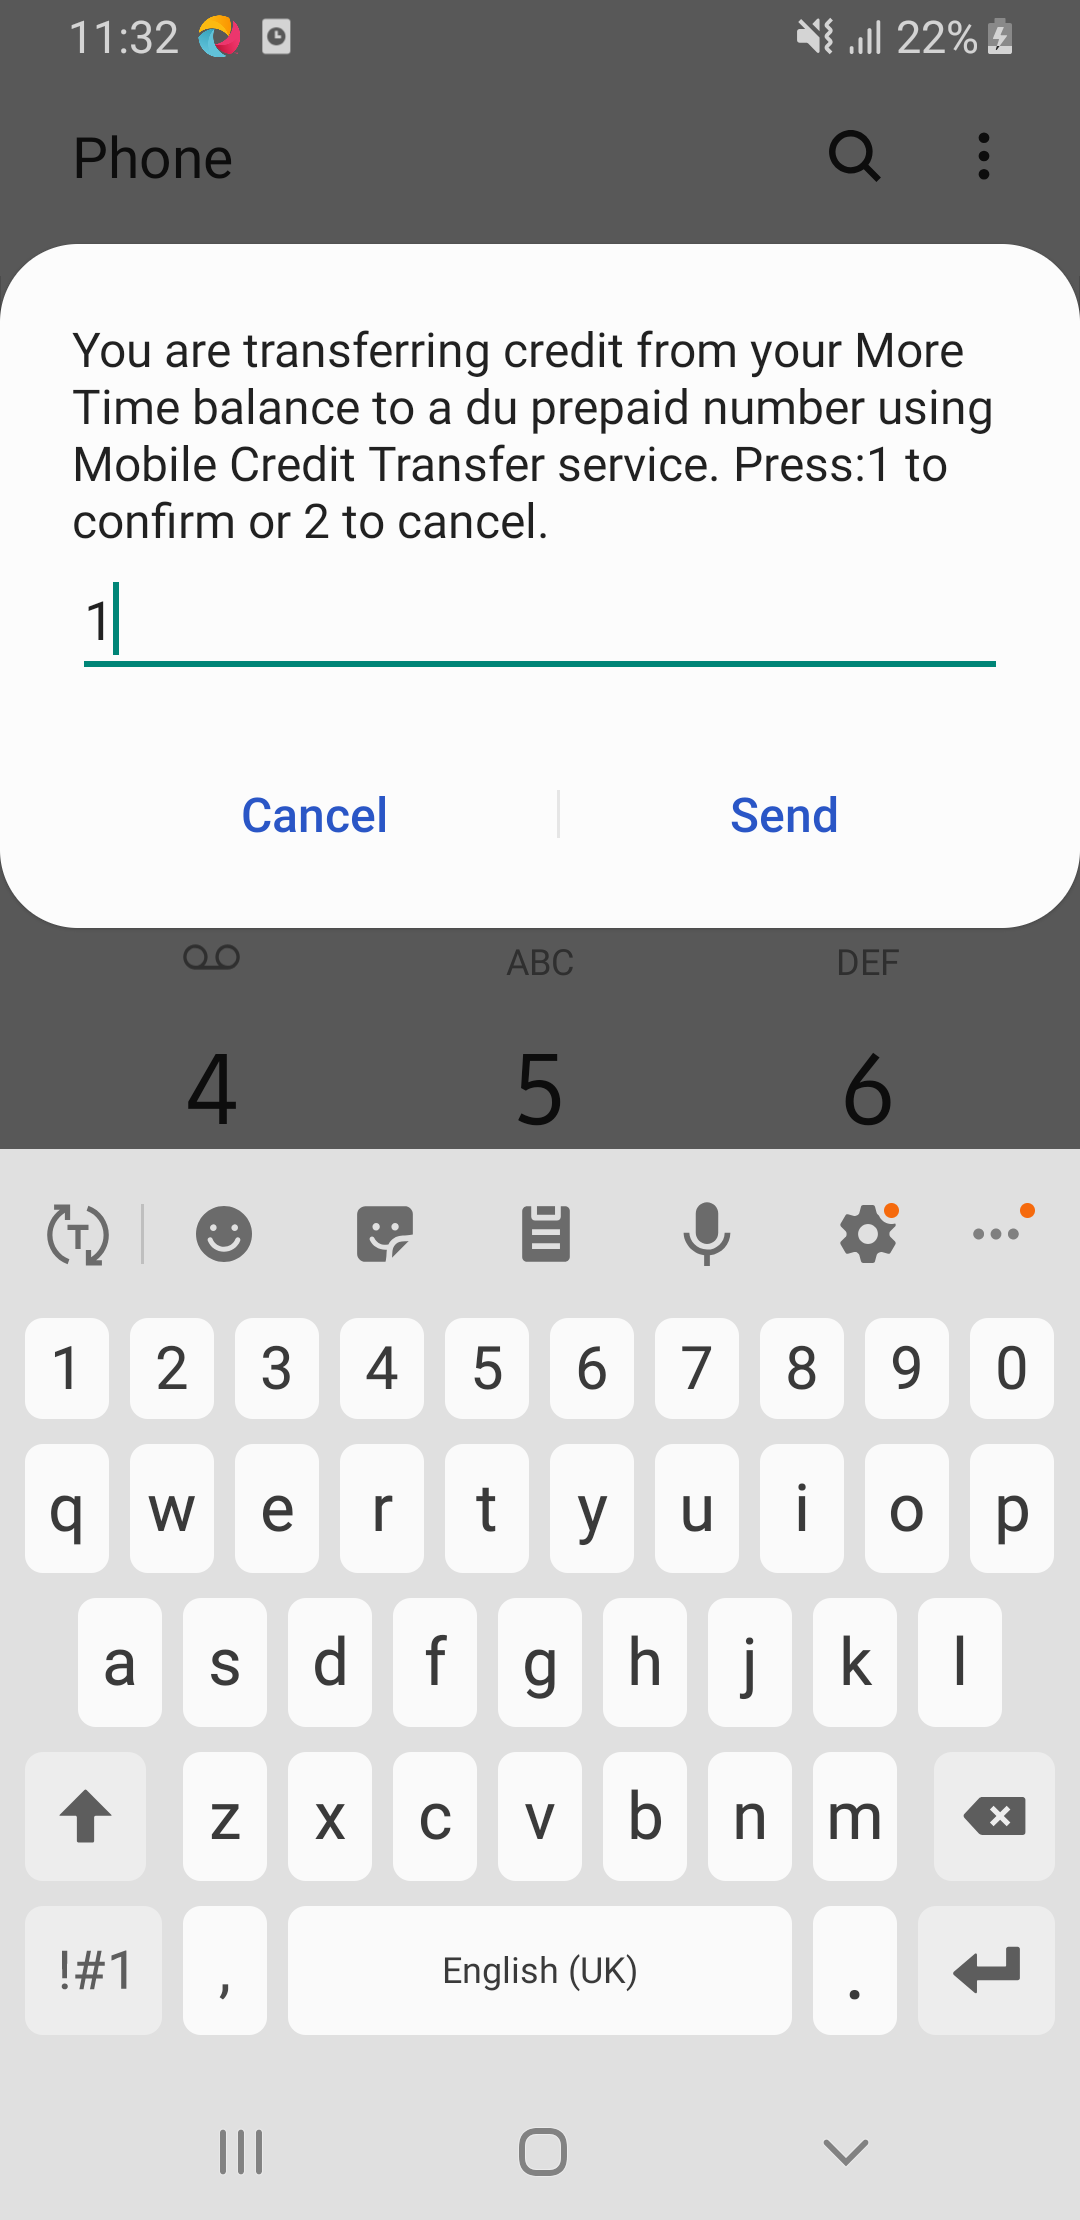 11:32 22%
Phone
You are transferring credit from your More
Time balance to a du prepaid number using
Mobile Credit Transfer service. Press:1 to
confirm or 2 to cancel.
1
Cancel Send
ABC DEF
4 5 6
T
1 2 3 4 5 6 7 8 9 0
q w e r t y u i o p
a s d f g h j k l
z x c v b n m
!#1 , English (UK) .